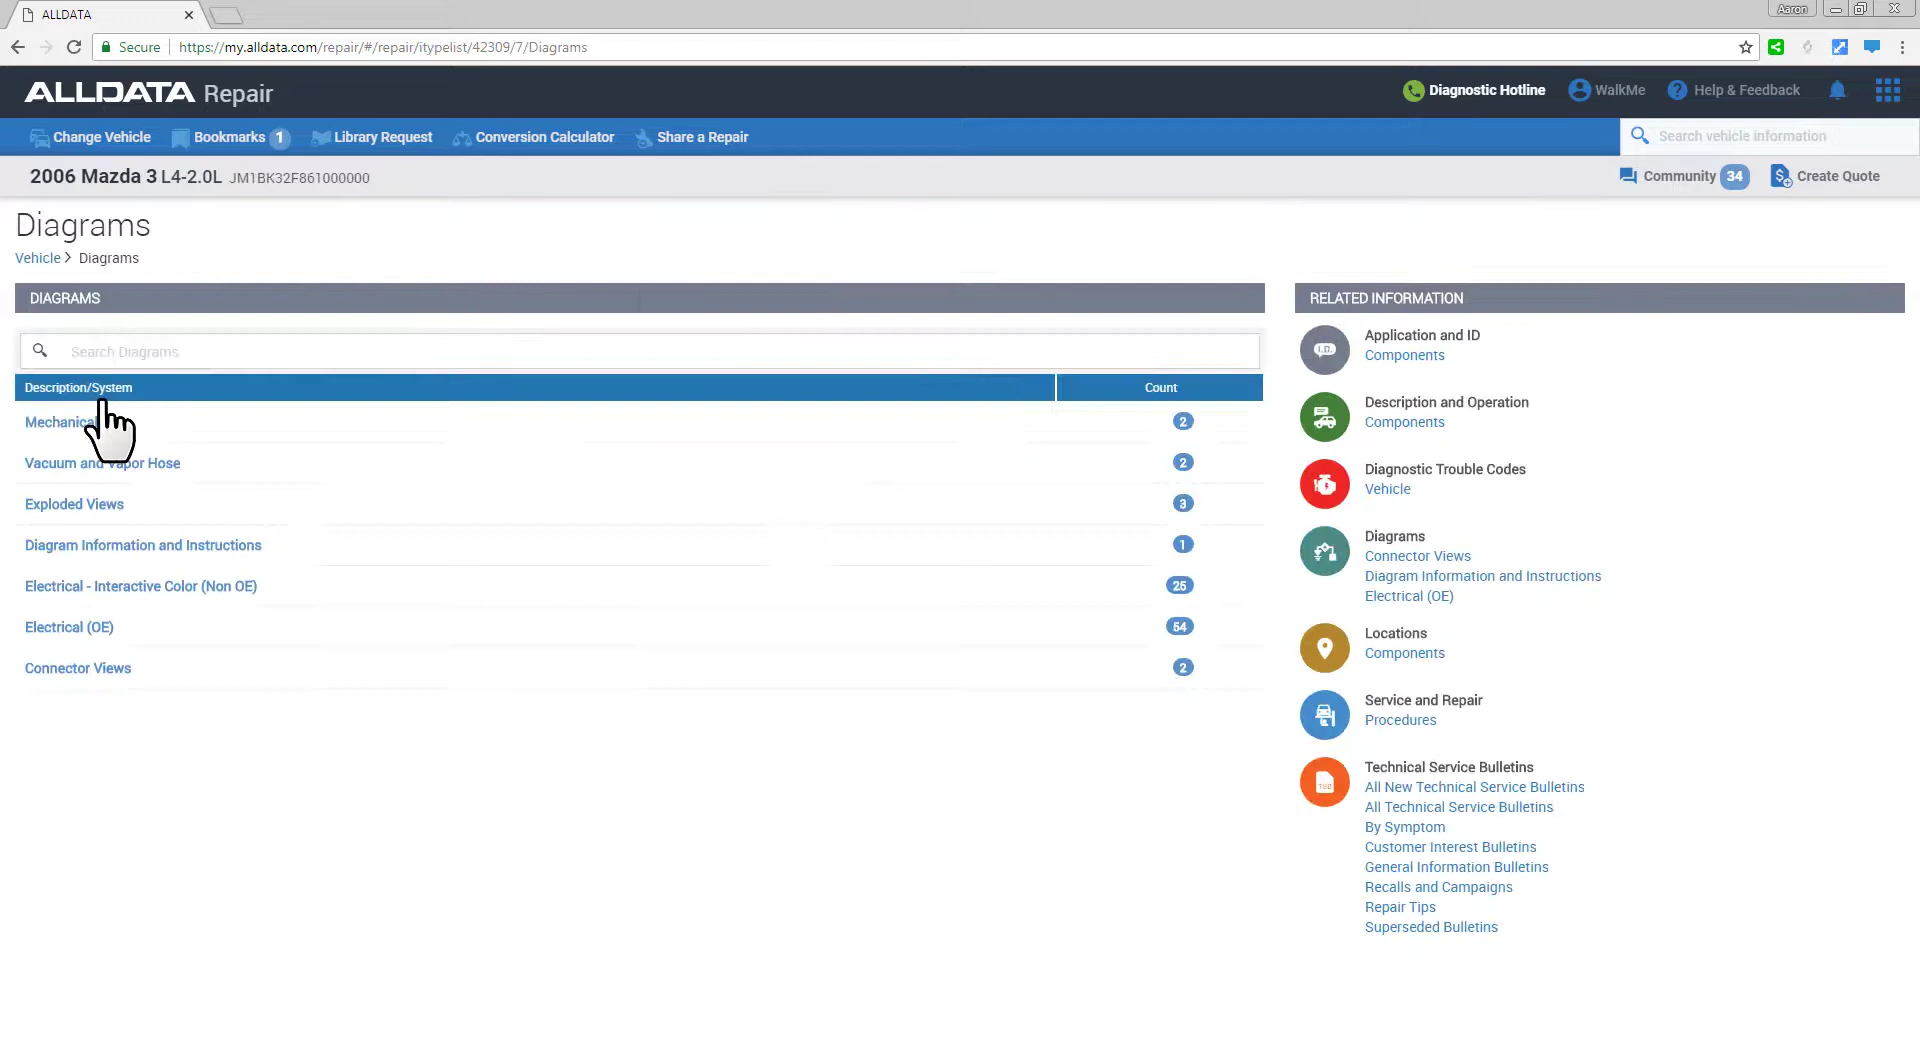 ALLDATA
Aaron
Secure https://my.alldata.com/repair/#/repair/itypelist/42309/7/Diagrams
ALLDATA Repair
Diagnostic Hotline WalkMe Help & Feedback
Change Vehicle Bookmarks 1 Library Request Conversion Calculator Share a Repair Search vehicle information
2006 Mazda 3 L4-2.0L JM1BK32F861000000
Community 34 Create Quote
Diagrams
Vehicle > Diagrams
DIAGRAMS
Search Diagrams
Description/System Count
Mechanical 2
Vacuum and Vapor Hose 2
Exploded Views 3
Diagram Information and Instructions 1
Electrical - Interactive Color (Non OE) 25
Electrical (OE) 54
Connector Views 2
RELATED INFORMATION
I.D.
Application and ID
Components
Description and Operation
Components
Diagnostic Trouble Codes
Vehicle
Diagrams
Connector Views
Diagram Information and Instructions
Electrical (OE)
Locations
Components
Service and Repair
Procedures
TSB
Technical Service Bulletins
All New Technical Service Bulletins
All Technical Service Bulletins
By Symptom
Customer Interest Bulletins
General Information Bulletins
Recalls and Campaigns
Repair Tips
Superseded Bulletins